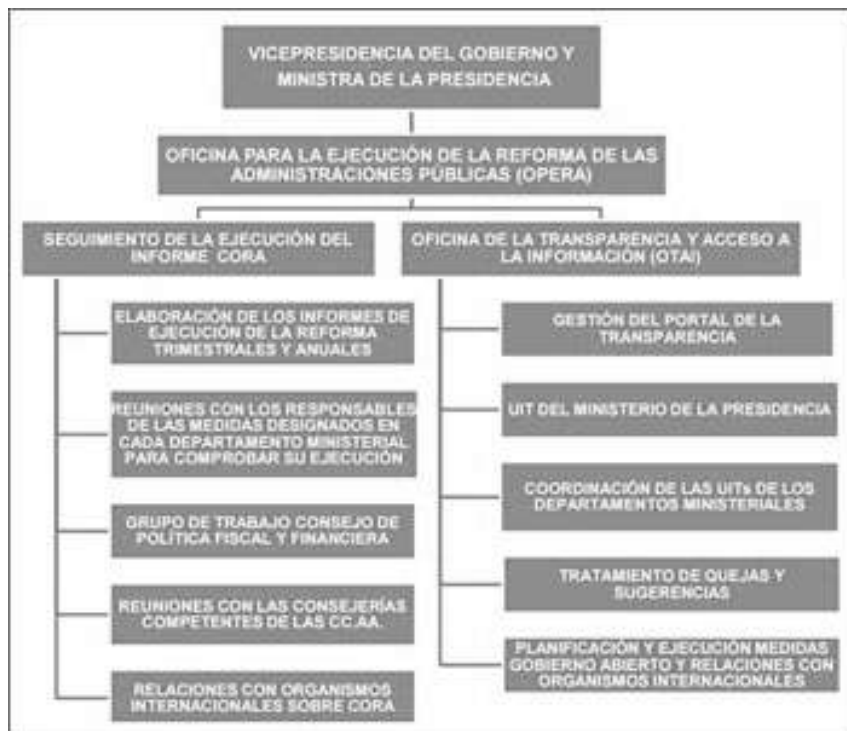 VICEPRESIDENCIA DEL GOBIERNO Y
MINISTRA DE LA PRESIDENCIA
OFICINA PARA LA EJECUCIÓN DE LA REFORMA DE LAS
ADMINISTRACIONES PÚBLICAS (OPERA)
SEGUIMIENTO DE LA EJECUCIÓN DEL
INFORME CORA
ELABORACIÓN DE LOS INFORMES DE
EJECUCIÓN DE LA REFORMA
TRIMESTRALES Y ANUALES
REUNIONES CON LOS RESPONSABLES
DE LAS MEDIDAS DESIGNADOS EN
CADA DEPARTAMENTO MINISTERIAL
PARA COMPROBAR SU EJECUCIÓN
GRUPO DE TRABAJO CONSEJO DE
POLÍTICA FISCAL Y FINANCIERA
REUNIONES CON LAS CONSEJERÍAS
COMPETENTES DE LAS CC.AA.
RELACIONES CON ORGANISMOS
INTERNACIONALES SOBRE CORA
OFICINA DE LA TRANSPARENCIA Y ACCESO A
LA INFORMACIÓN (OTAI)
GESTIÓN DEL PORTAL DE LA
TRANSPARENCIA
UIT DEL MINISTERIO DE LA PRESIDENCIA
COORDINACIÓN DE LAS UITs DE LOS
DEPARTAMENTOS MINISTERIALES
TRATAMIENTO DE QUEJAS Y
SUGERENCIAS
PLANIFICACIÓN Y EJECUCIÓN MEDIDAS
GOBIERNO ABIERTO Y RELACIONES CON
ORGANISMOS INTERNACIONALES